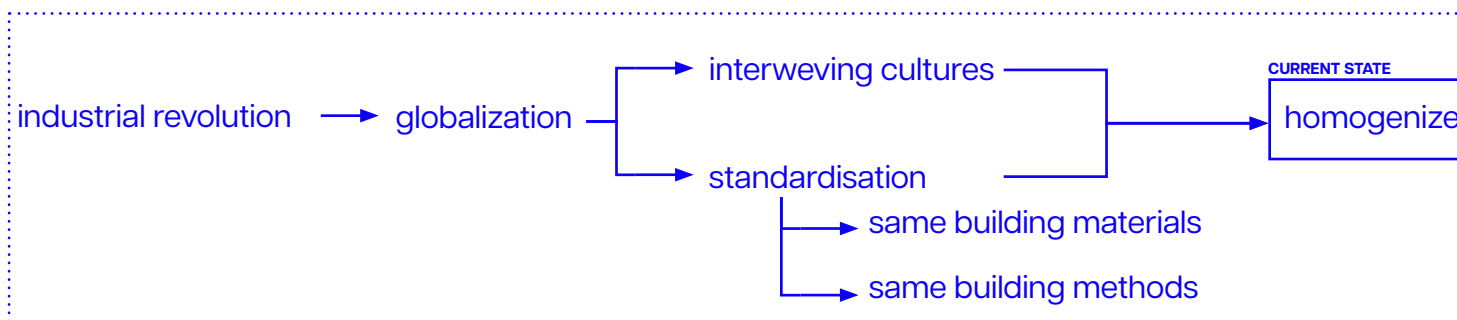 interweving cultures
CURRENT STATE
industrial revolution
globalization
homogenize
standardisation
same building materials
same building methods